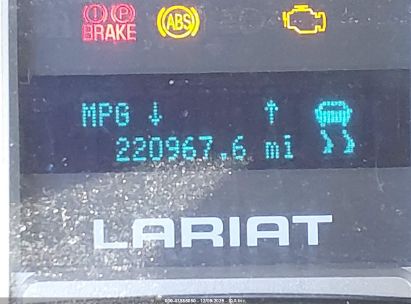 (!) (P)
BRAKE
(ABS)
MPG ↓ ↑
220967.6 mi
LARIAT